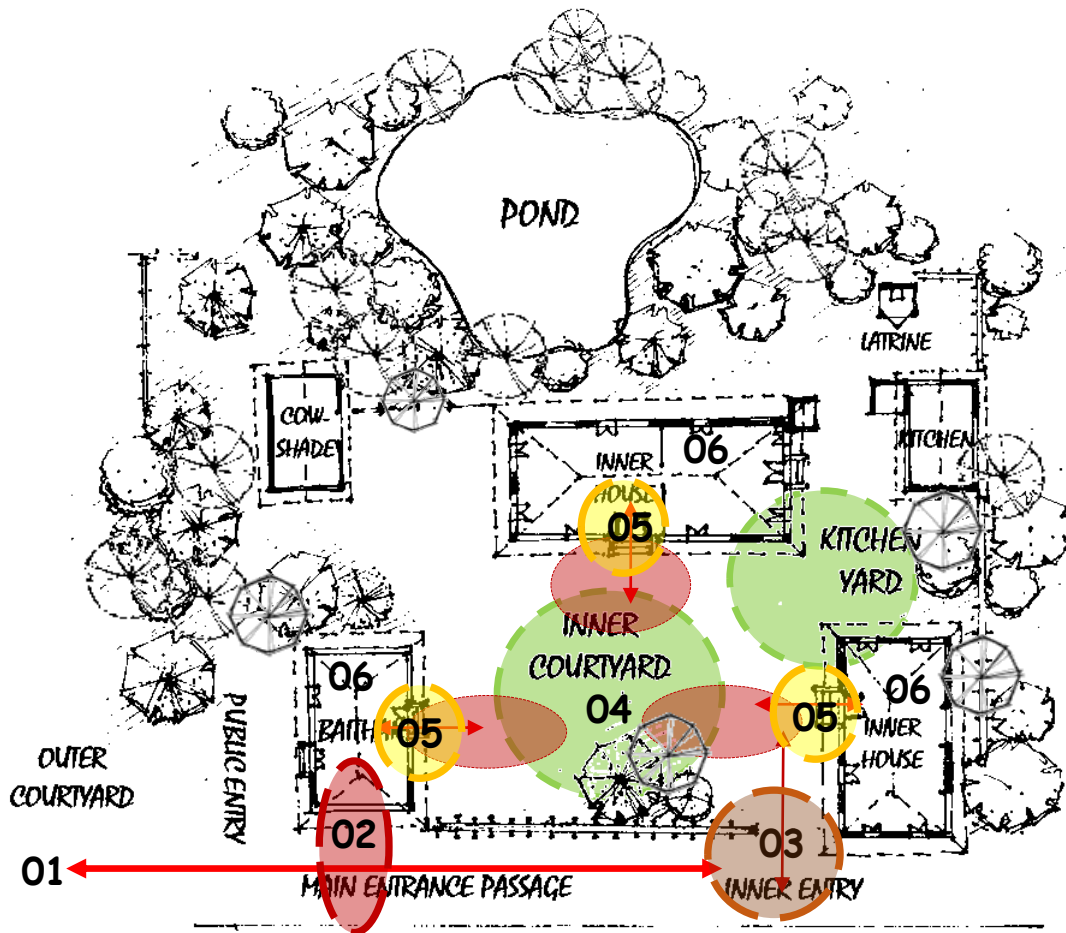 POND
LATRINE
COW-
SHADE
06
INNER
HOUSE
KITCHEN
05
KITCHEN
YARD
INNER
COURTYARD
04
06
BAITH
05
05
06
INNER
HOUSE
PUBLIC ENTRY
OUTER
COURTYARD
02
03
01
MAIN ENTRANCE PASSAGE
INNER ENTRY